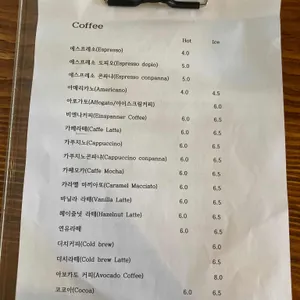 Coffee
Hot Ice
에스프레소(Espresso) 4.0
에스프레소 도피오(Espresso dopio) 5.0
에스프레소 콘파나(Espresso conpanna) 5.0
아메리카노(Americano) 4.0 4.5
아포가토(Affogato/아이스크림커피) 6.0
비엔나커피(Einspanner Coffee) 6.0 6.5
카페라떼(Caffe Latte) 6.0 6.5
카푸치노(Cappuccino) 6.0 6.5
카푸치노콘파나(Cappuccino conpanna) 6.0 6.5
카페모카(Caffe Mocha) 6.0 6.5
카라멜 마키아토(Caramel Macciato) 6.0 6.5
바닐라 라떼(Vanilla Latte) 6.0 6.5
헤이즐넛 라떼(Hazelnut Latte) 6.0 6.5
연유라떼 6.0 6.5
더치커피(Cold brew) 6.0
더치라떼(Cold brew Latte) 6.5
아보카도 커피(Avocado Coffee) 8.0
코코아(Cocoa) 6.0 6.5